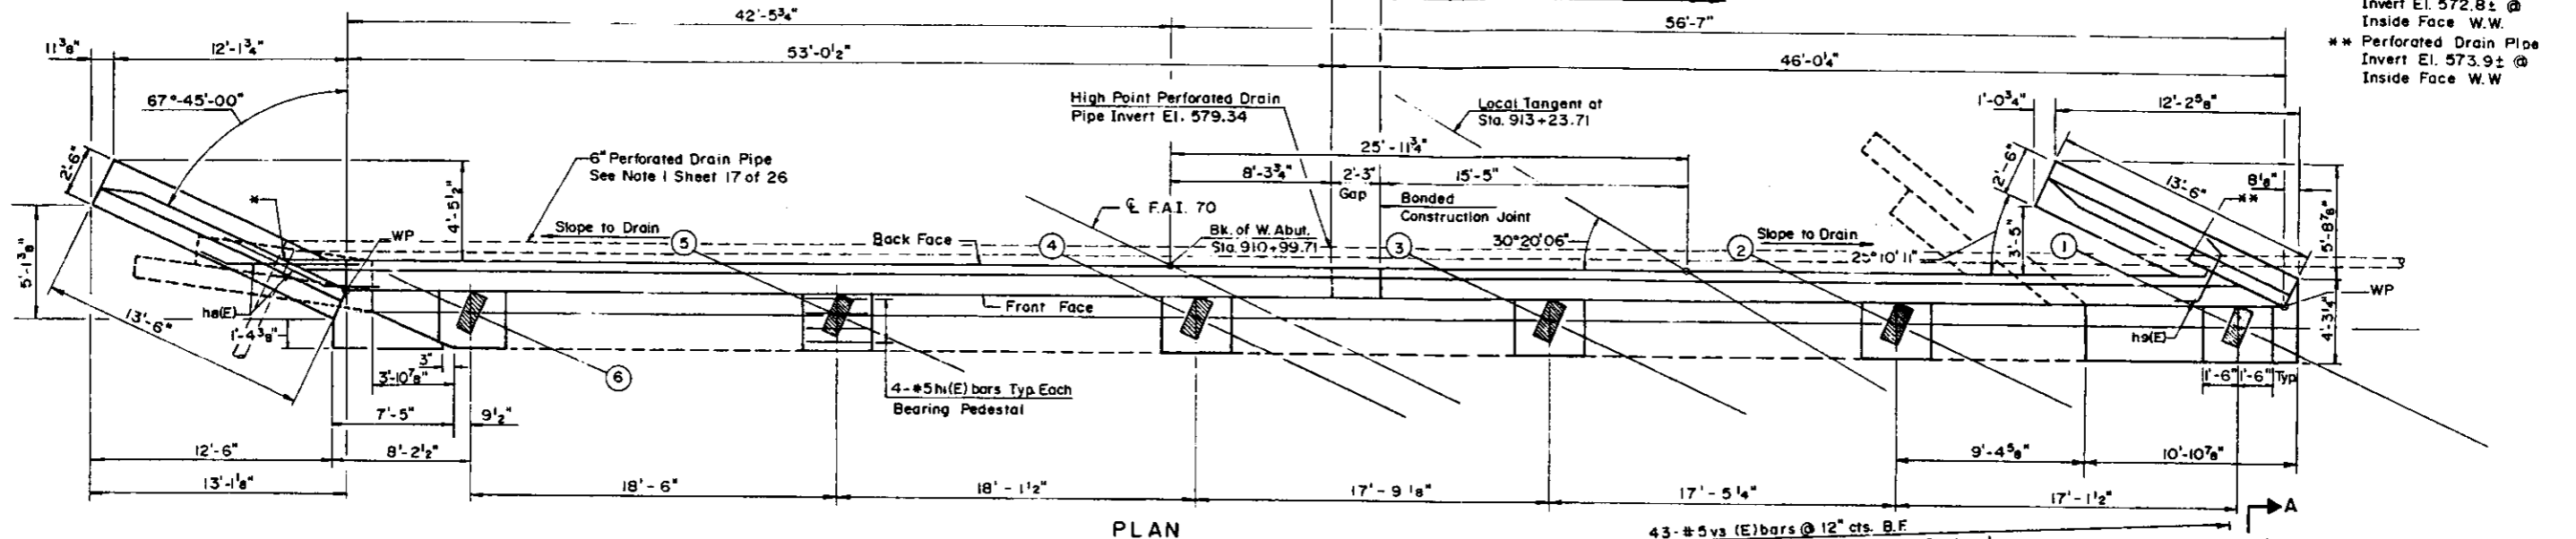 42'-5¾"
56'-7"
Invert El. 572.8± @
Inside Face W.W.
** Perforated Drain Pipe
Invert El. 573.9± @
Inside Face W.W
11⅜"
12'-1¾"
53'-0½"
46'-0¼"
67°-45'-00"
High Point Perforated Drain
Pipe Invert El. 579.34
Local Tangent at
Sta. 913+23.71
1'-0¾"
12'-2⅝"
2'-6"
6" Perforated Drain Pipe
See Note 1 Sheet 17 of 26
4'-5½"
25'-11¾"
8'-3¾"
2'-3"
Gap
15'-5"
Bonded
Construction Joint
2'-6"
13'-6"
8⅛"
**
5'-8⅞"
*
WP
Slope to Drain
5
Back Face
℄ F.A.I. 70
4
Bk. of W. Abut.
Sta. 910+99.71
3
30°20'06"
2
Slope to Drain
3'-5"
1
5'-1⅜"
13'-6"
h8(E)
1'-4⅜"
Front Face
WP
4'-3¼"
h9(E)
3"
3'-10⅞"
6
4-#5h1(E) bars Typ. Each
Bearing Pedestal
1'-6"
1'-6"
Typ
7'-5"
9½"
12'-6"
8'-2½"
9'-4⅝"
10'-10⅞"
13'-1⅛"
18'-6"
18'-1½"
17'-9⅛"
17'-5¼"
17'-1½"
A
PLAN
43-#5v3 (E) bars @ 12" cts. B.F.